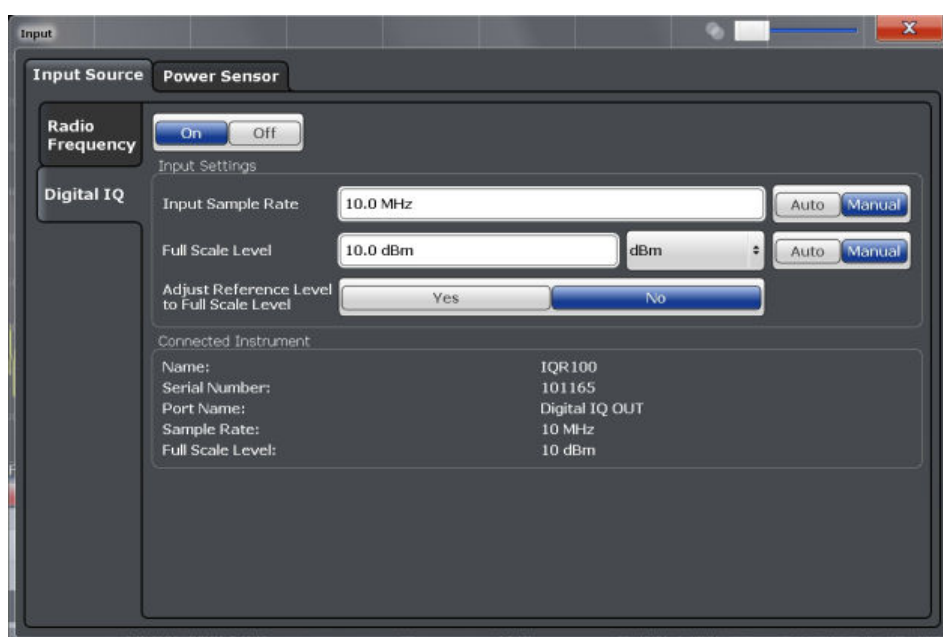 Input
Input Source Power Sensor
Radio Frequency
On Off
Input Settings
Digital IQ
Input Sample Rate 10.0 MHz Auto Manual
Full Scale Level 10.0 dBm dBm Auto Manual
Adjust Reference Level
to Full Scale Level Yes No
Connected Instrument
Name: IQR100
Serial Number: 101165
Port Name: Digital IQ OUT
Sample Rate: 10 MHz
Full Scale Level: 10 dBm